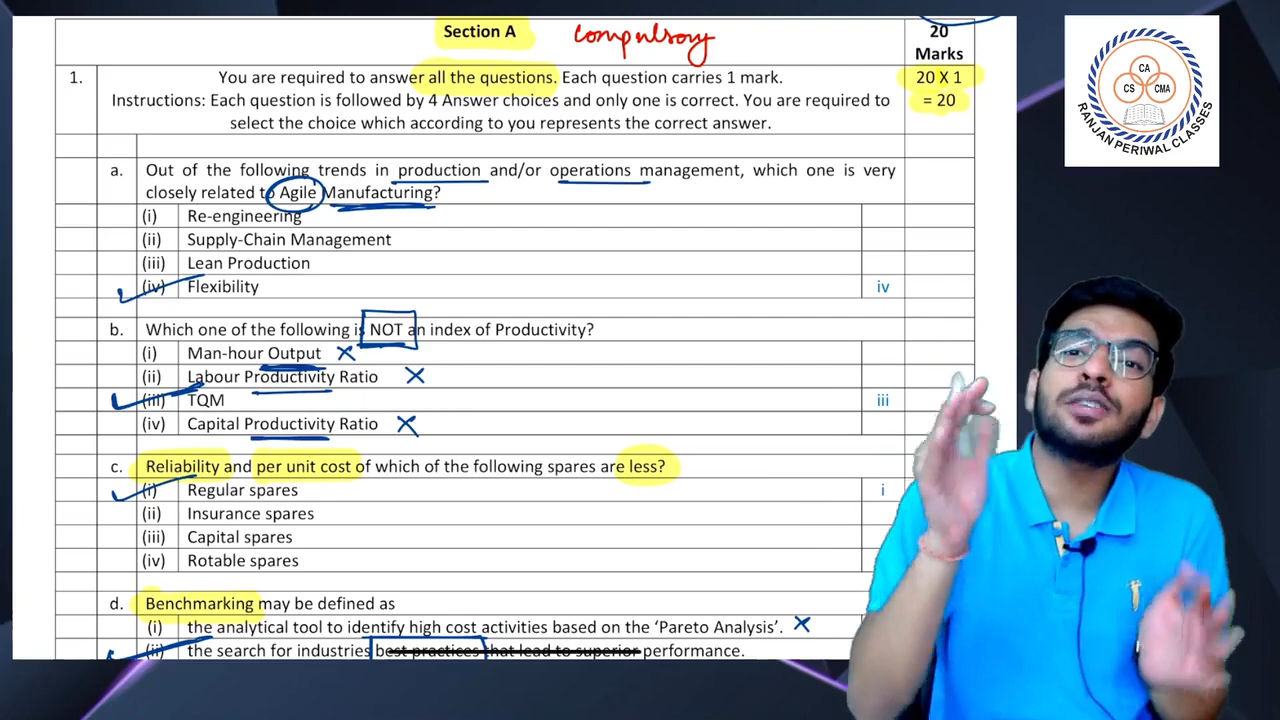 Section A compulsory 20
Marks
1. You are required to answer all the questions. Each question carries 1 mark. 20 X 1
Instructions: Each question is followed by 4 Answer choices and only one is correct. You are required to = 20
select the choice which according to you represents the correct answer.
a. Out of the following trends in production and/or operations management, which one is very
closely related to Agile Manufacturing?
(i) Re-engineering
(ii) Supply-Chain Management
(iii) Lean Production
(iv) Flexibility iv
b. Which one of the following is NOT an index of Productivity?
(i) Man-hour Output
(ii) Labour Productivity Ratio
(iii) TQM iii
(iv) Capital Productivity Ratio
c. Reliability and per unit cost of which of the following spares are less?
(i) Regular spares i
(ii) Insurance spares
(iii) Capital spares
(iv) Rotable spares
d. Benchmarking may be defined as
(i) the analytical tool to identify high cost activities based on the ‘Pareto Analysis’.
(ii) the search for industries best practices that lead to superior performance.
CA
CS CMA
RANJAN PERIWAL CLASSES